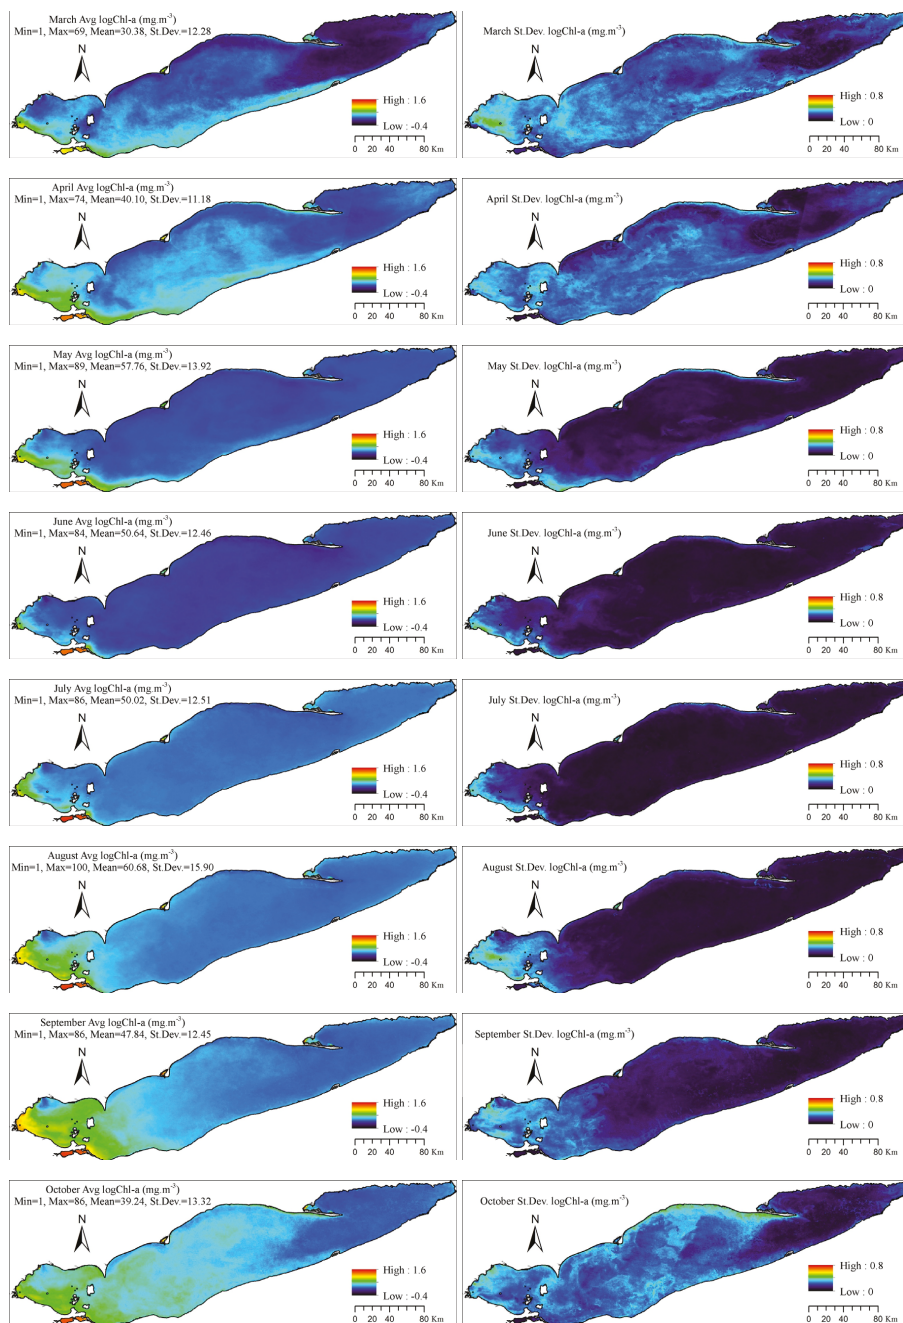 March Avg logChl-a (mg.m-3)
Min=1, Max=69, Mean=30.38, St.Dev.=12.28
N
High : 1.6
Low : -0.4
0 20 40 80 Km
March St.Dev. logChl-a (mg.m-3)
N
High : 0.8
Low : 0
0 20 40 80 Km
April Avg logChl-a (mg.m-3)
Min=1, Max=74, Mean=40.10, St.Dev.=11.18
N
High : 1.6
Low : -0.4
0 20 40 80 Km
April St.Dev. logChl-a (mg.m-3)
N
High : 0.8
Low : 0
0 20 40 80 Km
May Avg logChl-a (mg.m-3)
Min=1, Max=89, Mean=57.76, St.Dev.=13.92
N
High : 1.6
Low : -0.4
0 20 40 80 Km
May St.Dev. logChl-a (mg.m-3)
N
High : 0.8
Low : 0
0 20 40 80 Km
June Avg logChl-a (mg.m-3)
Min=1, Max=84, Mean=50.64, St.Dev.=12.46
N
High : 1.6
Low : -0.4
0 20 40 80 Km
June St.Dev. logChl-a (mg.m-3)
N
High : 0.8
Low : 0
0 20 40 80 Km
July Avg logChl-a (mg.m-3)
Min=1, Max=86, Mean=50.02, St.Dev.=12.51
N
High : 1.6
Low : -0.4
0 20 40 80 Km
July St.Dev. logChl-a (mg.m-3)
N
High : 0.8
Low : 0
0 20 40 80 Km
August Avg logChl-a (mg.m-3)
Min=1, Max=100, Mean=60.68, St.Dev.=15.90
N
High : 1.6
Low : -0.4
0 20 40 80 Km
August St.Dev. logChl-a (mg.m-3)
N
High : 0.8
Low : 0
0 20 40 80 Km
September Avg logChl-a (mg.m-3)
Min=1, Max=86, Mean=47.84, St.Dev.=12.45
N
High : 1.6
Low : -0.4
0 20 40 80 Km
September St.Dev. logChl-a (mg.m-3)
N
High : 0.8
Low : 0
0 20 40 80 Km
October Avg logChl-a (mg.m-3)
Min=1, Max=86, Mean=39.24, St.Dev.=13.32
N
High : 1.6
Low : -0.4
0 20 40 80 Km
October St.Dev. logChl-a (mg.m-3)
N
High : 0.8
Low : 0
0 20 40 80 Km